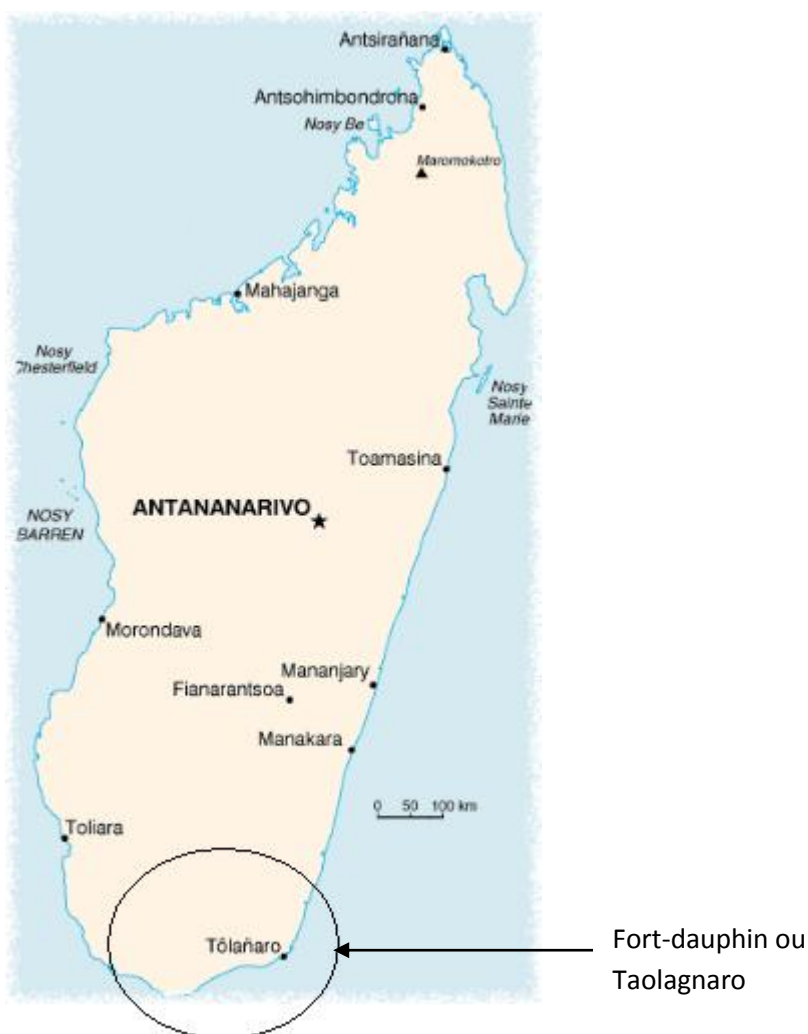 Antsirañana
Antsohimbondrona
Nosy Be
Maromokotro
Mahajanga
Nosy
Chesterfield
Nosy
Sainte
Marie
Toamasina
ANTANANARIVO
NOSY
BARREN
Morondava
Mananjary
Fianarantsoa
Manakara
0 50 100 km
Toliara
Tôlañaro
Fort-dauphin ou
Taolagnaro